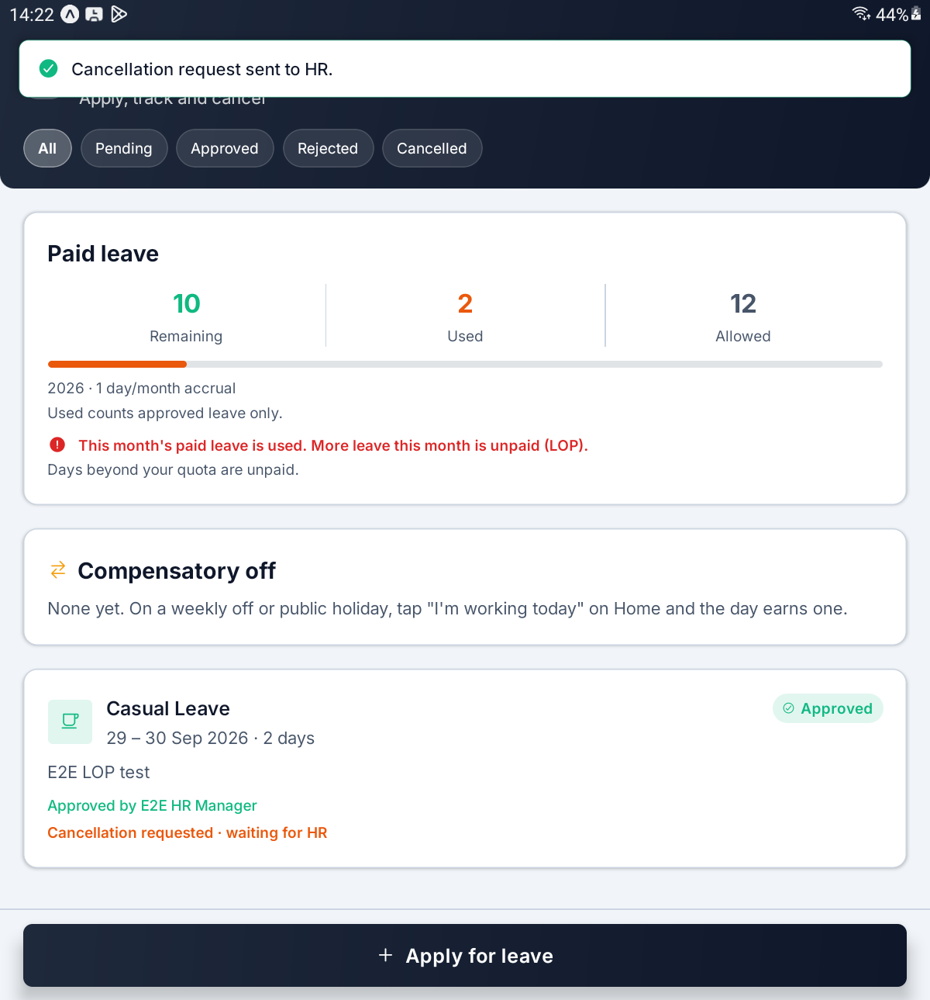 14:22
44%
Cancellation request sent to HR.
Apply, track and cancel
All
Pending
Approved
Rejected
Cancelled
Paid leave
10
2
12
Remaining
Used
Allowed
2026 · 1 day/month accrual
Used counts approved leave only.
This month's paid leave is used. More leave this month is unpaid (LOP).
Days beyond your quota are unpaid.
Compensatory off
None yet. On a weekly off or public holiday, tap "I'm working today" on Home and the day earns one.
Casual Leave
Approved
29 – 30 Sep 2026 · 2 days
E2E LOP test
Approved by E2E HR Manager
Cancellation requested · waiting for HR
+ Apply for leave